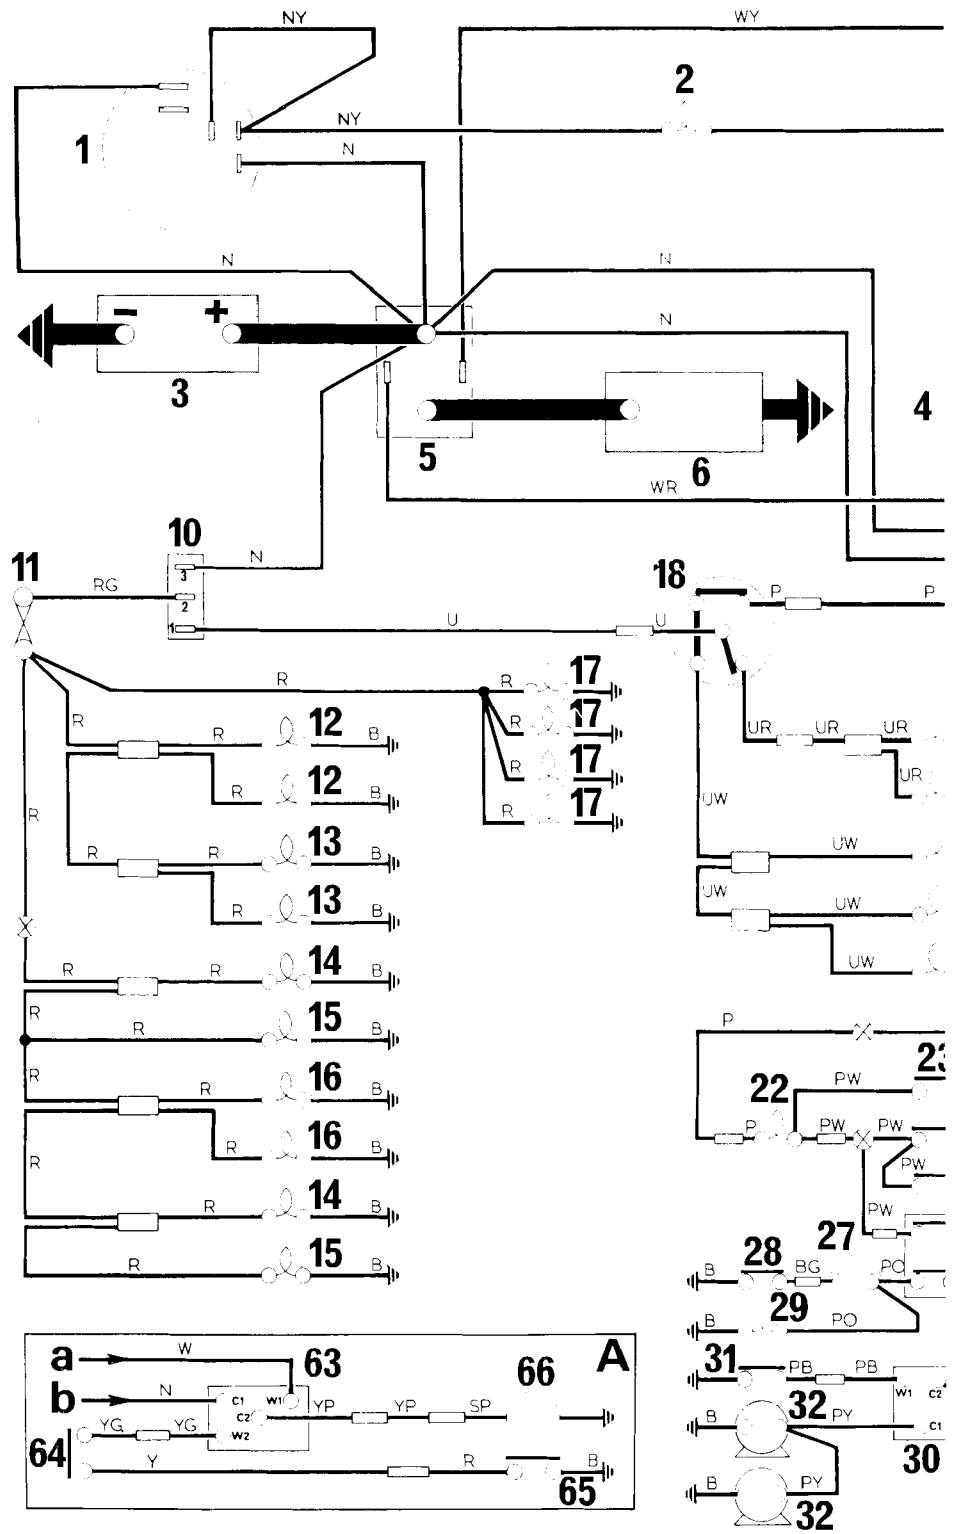 NY
WY
2
NY
1
N
N
N
- +
N
3
4
5
6
WR
10
N
11
3
RG
2
18
P
P
1
U
U
R
R 17
R
R 12 B
R 17
UR UR UR
R 17
UR
12
R B
UW
R
R 17
R R 13 B
UW
UW
13
R B
UW
R R 14 B
UW
R
R 15 B
P
23
R
R 16 B
PW
22
P PW PW
R 16 B
PW
R
R 14 B
PW
27
R 15 B
B 28 BG PO
29
B PO
a W 63 A
31 PB PB
b N
C1 W1
66
W1 C2
C2 YP YP SP
B 32 PY C1
YG YG W2
64 Y R B
30
65
B PY
32